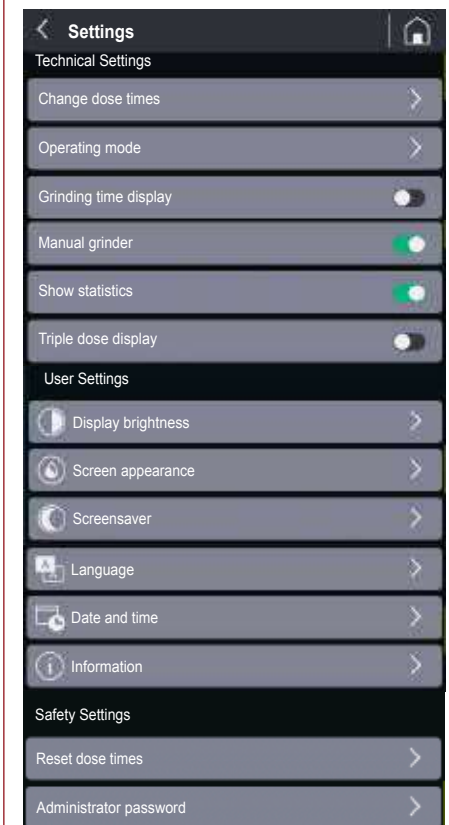 Settings
Technical Settings
Change dose times
Operating mode
Grinding time display
Manual grinder
Show statistics
Triple dose display
User Settings
Display brightness
Screen appearance
Screensaver
Language
Date and time
Information
Safety Settings
Reset dose times
Administrator password